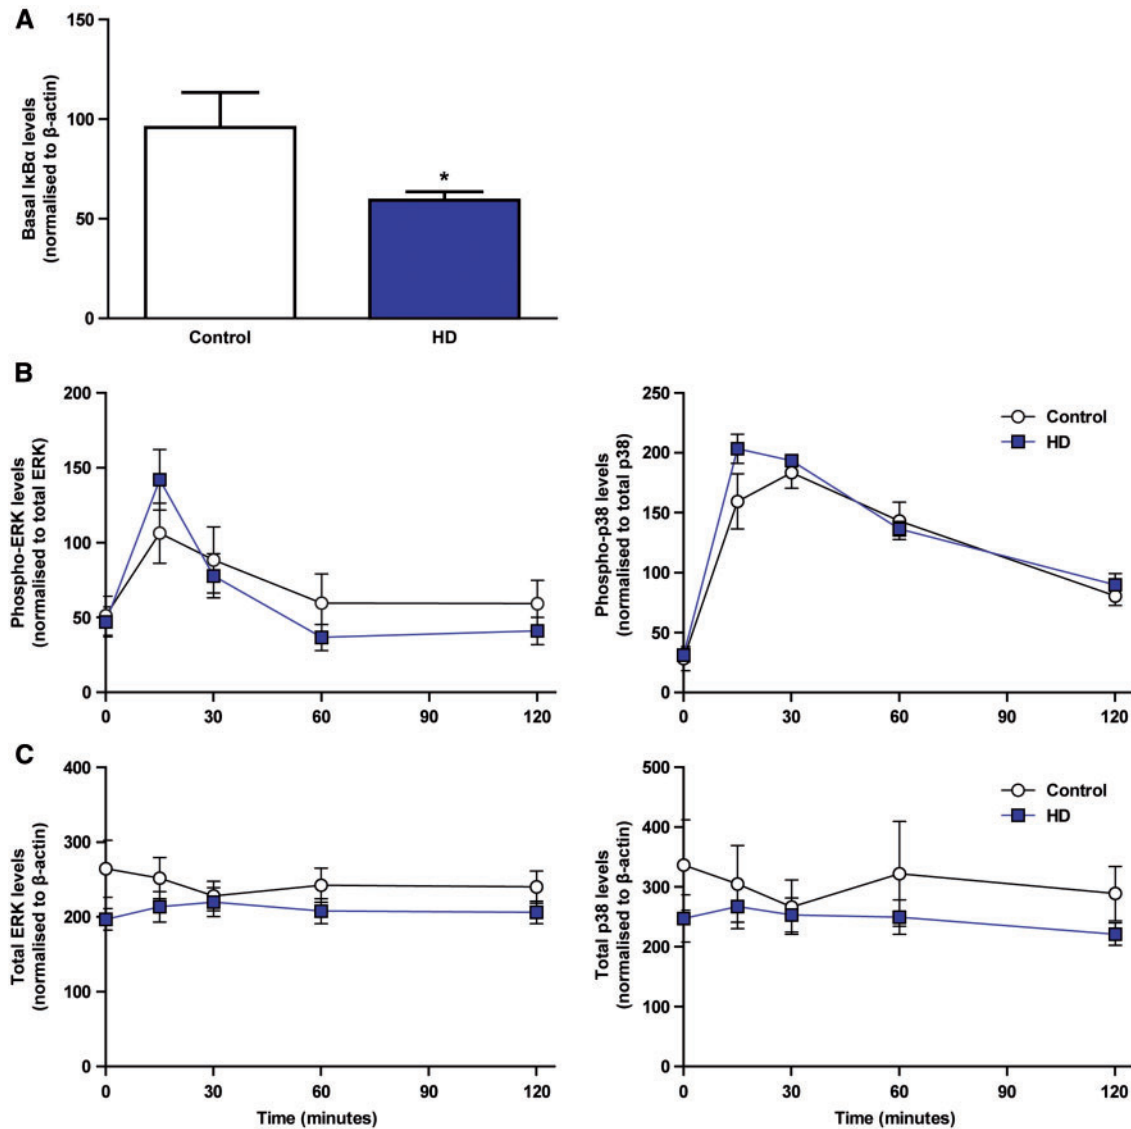 A
150
100
50
0
Basal IκBα levels
(normalised to β-actin)
*
Control
HD
B
200
150
100
50
0
Phospho-ERK levels
(normalised to total ERK)
0
30
60
90
120
250
200
150
100
50
0
Phospho-p38 levels
(normalised to total p38)
Control
HD
0
30
60
90
120
C
400
300
200
100
0
Total ERK levels
(normalised to β-actin)
0
30
60
90
120
Time (minutes)
500
400
300
200
100
0
Total p38 levels
(normalised to β-actin)
Control
HD
0
30
60
90
120
Time (minutes)